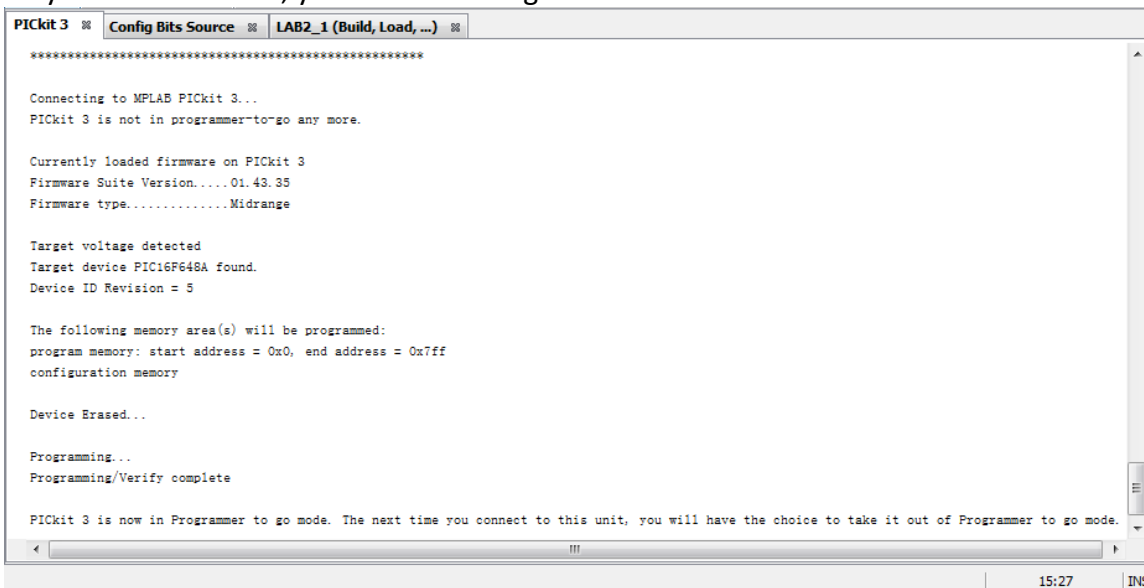 PICkit 3 Config Bits Source LAB2_1 (Build, Load, ...)
*****************************************************
Connecting to MPLAB PICkit 3...
PICkit 3 is not in programmer-to-go any more.
Currently loaded firmware on PICkit 3
Firmware Suite Version.....01.43.35
Firmware type..............Midrange
Target voltage detected
Target device PIC16F648A found.
Device ID Revision = 5
The following memory area(s) will be programmed:
program memory: start address = 0x0, end address = 0x7ff
configuration memory
Device Erased...
Programming...
Programming/Verify complete
PICkit 3 is now in Programmer to go mode. The next time you connect to this unit, you will have the choice to take it out of Programmer to go mode.
15:27 INS